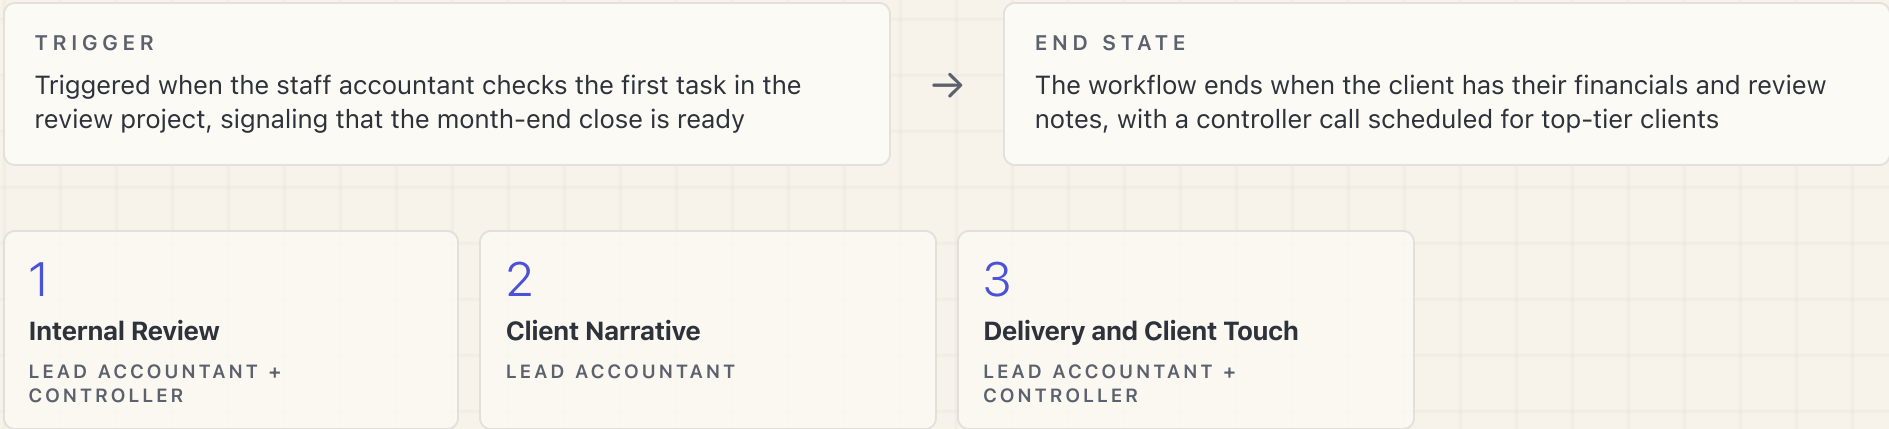 TRIGGER
Triggered when the staff accountant checks the first task in the
review project, signaling that the month-end close is ready
→
END STATE
The workflow ends when the client has their financials and review
notes, with a controller call scheduled for top-tier clients
1
Internal Review
LEAD ACCOUNTANT +
CONTROLLER
2
Client Narrative
LEAD ACCOUNTANT
3
Delivery and Client Touch
LEAD ACCOUNTANT +
CONTROLLER